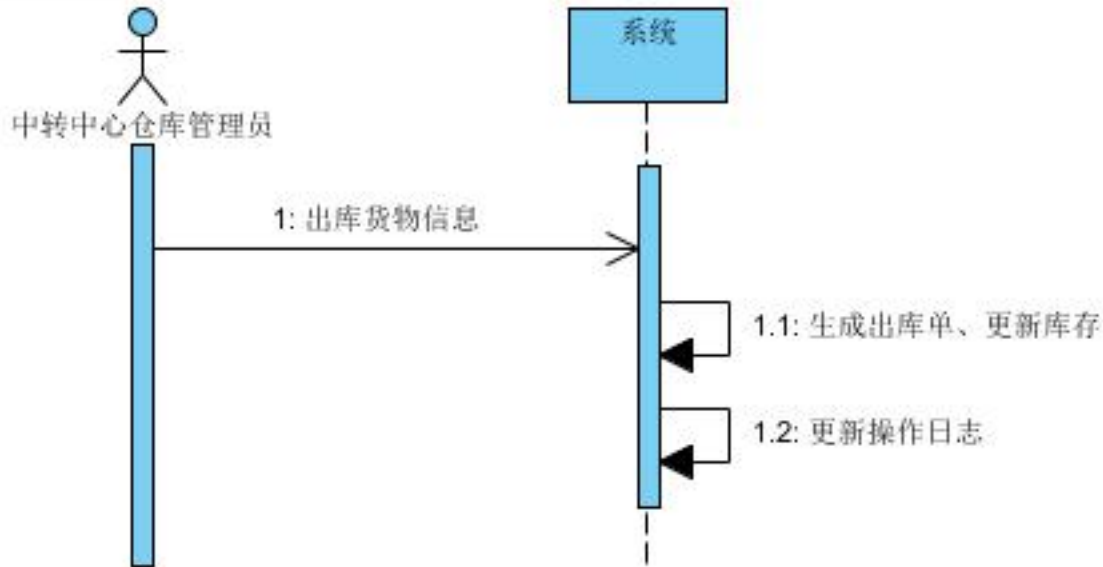 系统
中转中心仓库管理员
1: 出库货物信息
1.1: 生成出库单、更新库存
1.2: 更新操作日志